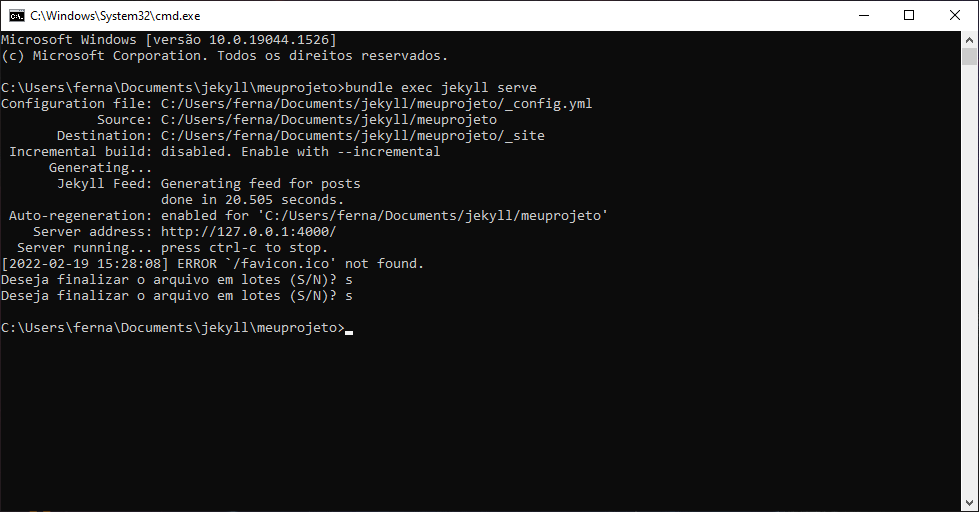 C:\Windows\System32\cmd.exe
Microsoft Windows [versão 10.0.19044.1526]
(c) Microsoft Corporation. Todos os direitos reservados.
C:\Users\ferna\Documents\jekyll\meuprojeto>bundle exec jekyll serve
Configuration file: C:/Users/ferna/Documents/jekyll/meuprojeto/_config.yml
Source: C:/Users/ferna/Documents/jekyll/meuprojeto
Destination: C:/Users/ferna/Documents/jekyll/meuprojeto/_site
Incremental build: disabled. Enable with --incremental
Generating...
Jekyll Feed: Generating feed for posts
done in 20.505 seconds.
Auto-regeneration: enabled for 'C:/Users/ferna/Documents/jekyll/meuprojeto'
Server address: http://127.0.0.1:4000/
Server running... press ctrl-c to stop.
[2022-02-19 15:28:08] ERROR `/favicon.ico' not found.
Deseja finalizar o arquivo em lotes (S/N)? s
Deseja finalizar o arquivo em lotes (S/N)? s
C:\Users\ferna\Documents\jekyll\meuprojeto>